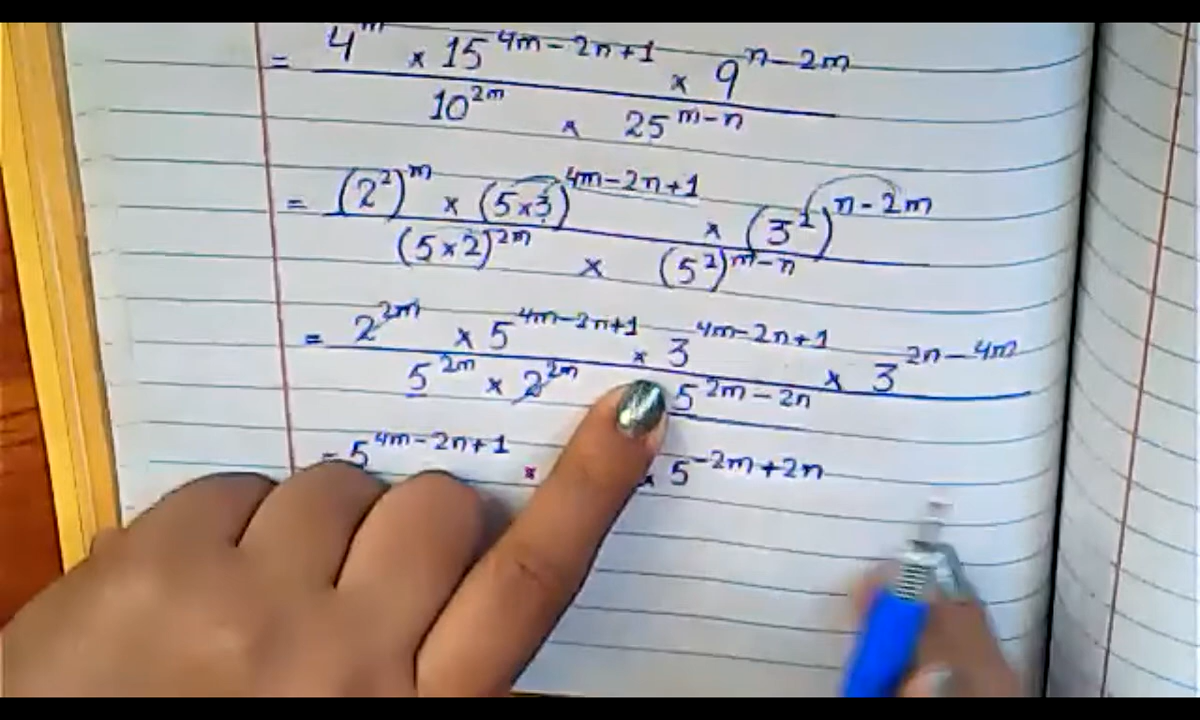 = 4^m × 15^(4m-2n+1) × 9^(n-2m)
10^(2m) × 25^(m-n)
= (2^2)^m × (5×3)^(4m-2n+1) × (3^2)^(n-2m)
(5×2)^(2m) × (5^2)^(m-n)
= 2^(2m) × 5^(4m-2n+1) × 3^(4m-2n+1) × 3^(2n-4m)
5^(2m) × 2^(2m) 5^(2m-2n)
= 5^(4m-2n+1) × × 5^(-2m+2n)